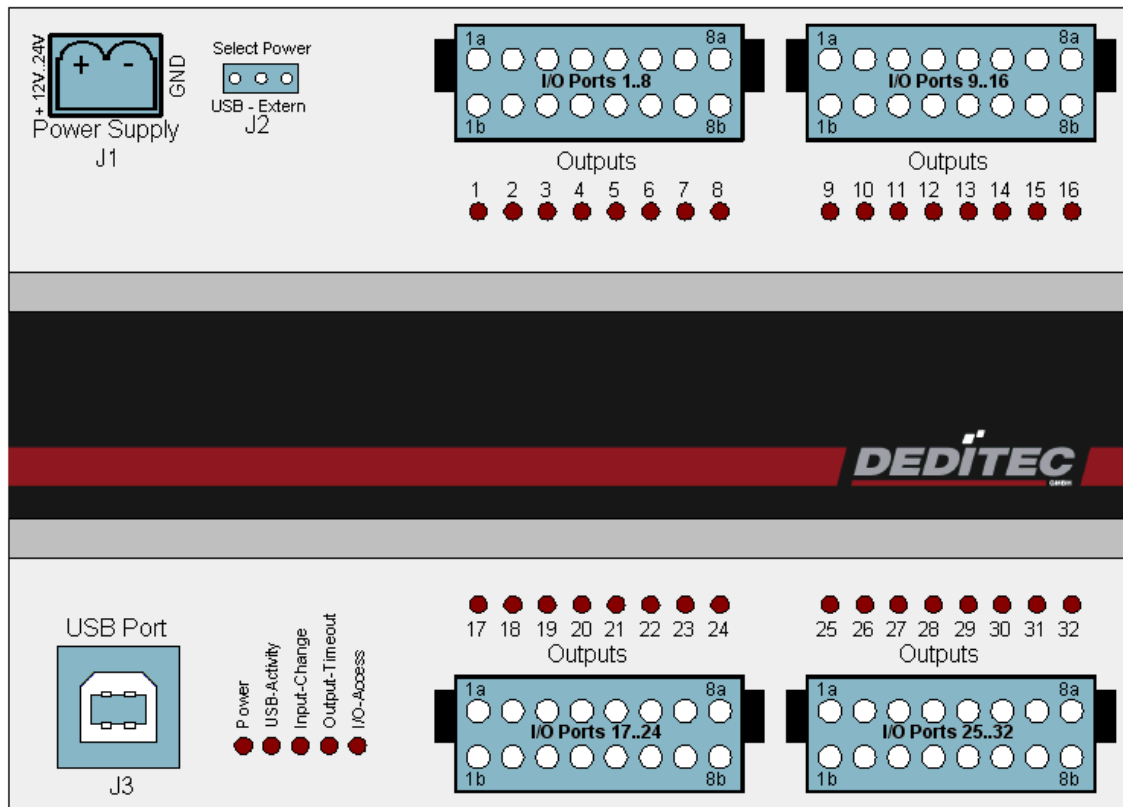 + 12V..24V
+ -
GND
Power Supply
J1
Select Power
USB - Extern
J2
1a 8a
I/O Ports 1..8
1b 8b
Outputs
1 2 3 4 5 6 7 8
1a 8a
I/O Ports 9..16
1b 8b
Outputs
9 10 11 12 13 14 15 16
DEDITEC
GMBH
USB Port
J3
Power
USB-Activity
Input-Change
Output-Timeout
I/O-Access
17 18 19 20 21 22 23 24
Outputs
1a 8a
I/O Ports 17..24
1b 8b
25 26 27 28 29 30 31 32
Outputs
1a 8a
I/O Ports 25..32
1b 8b